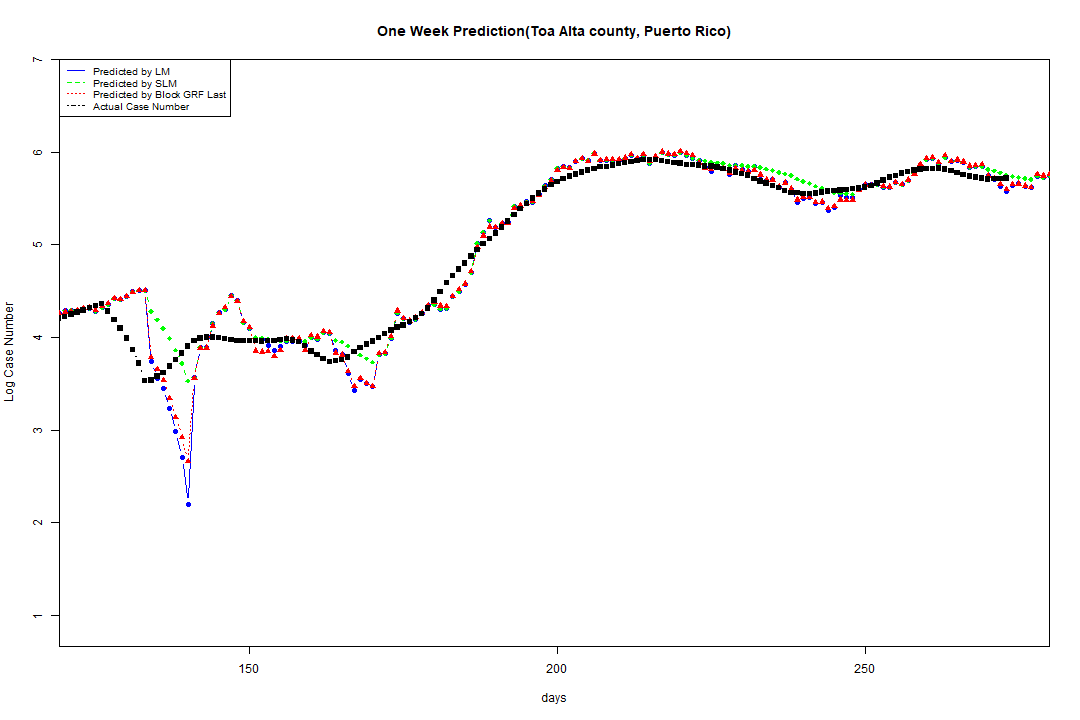 One Week Prediction(Toa Alta county, Puerto Rico)
7
Predicted by LM
Predicted by SLM
Predicted by Block GRF Last
Actual Case Number
6
5
4
3
2
1
Log Case Number
150
200
250
days